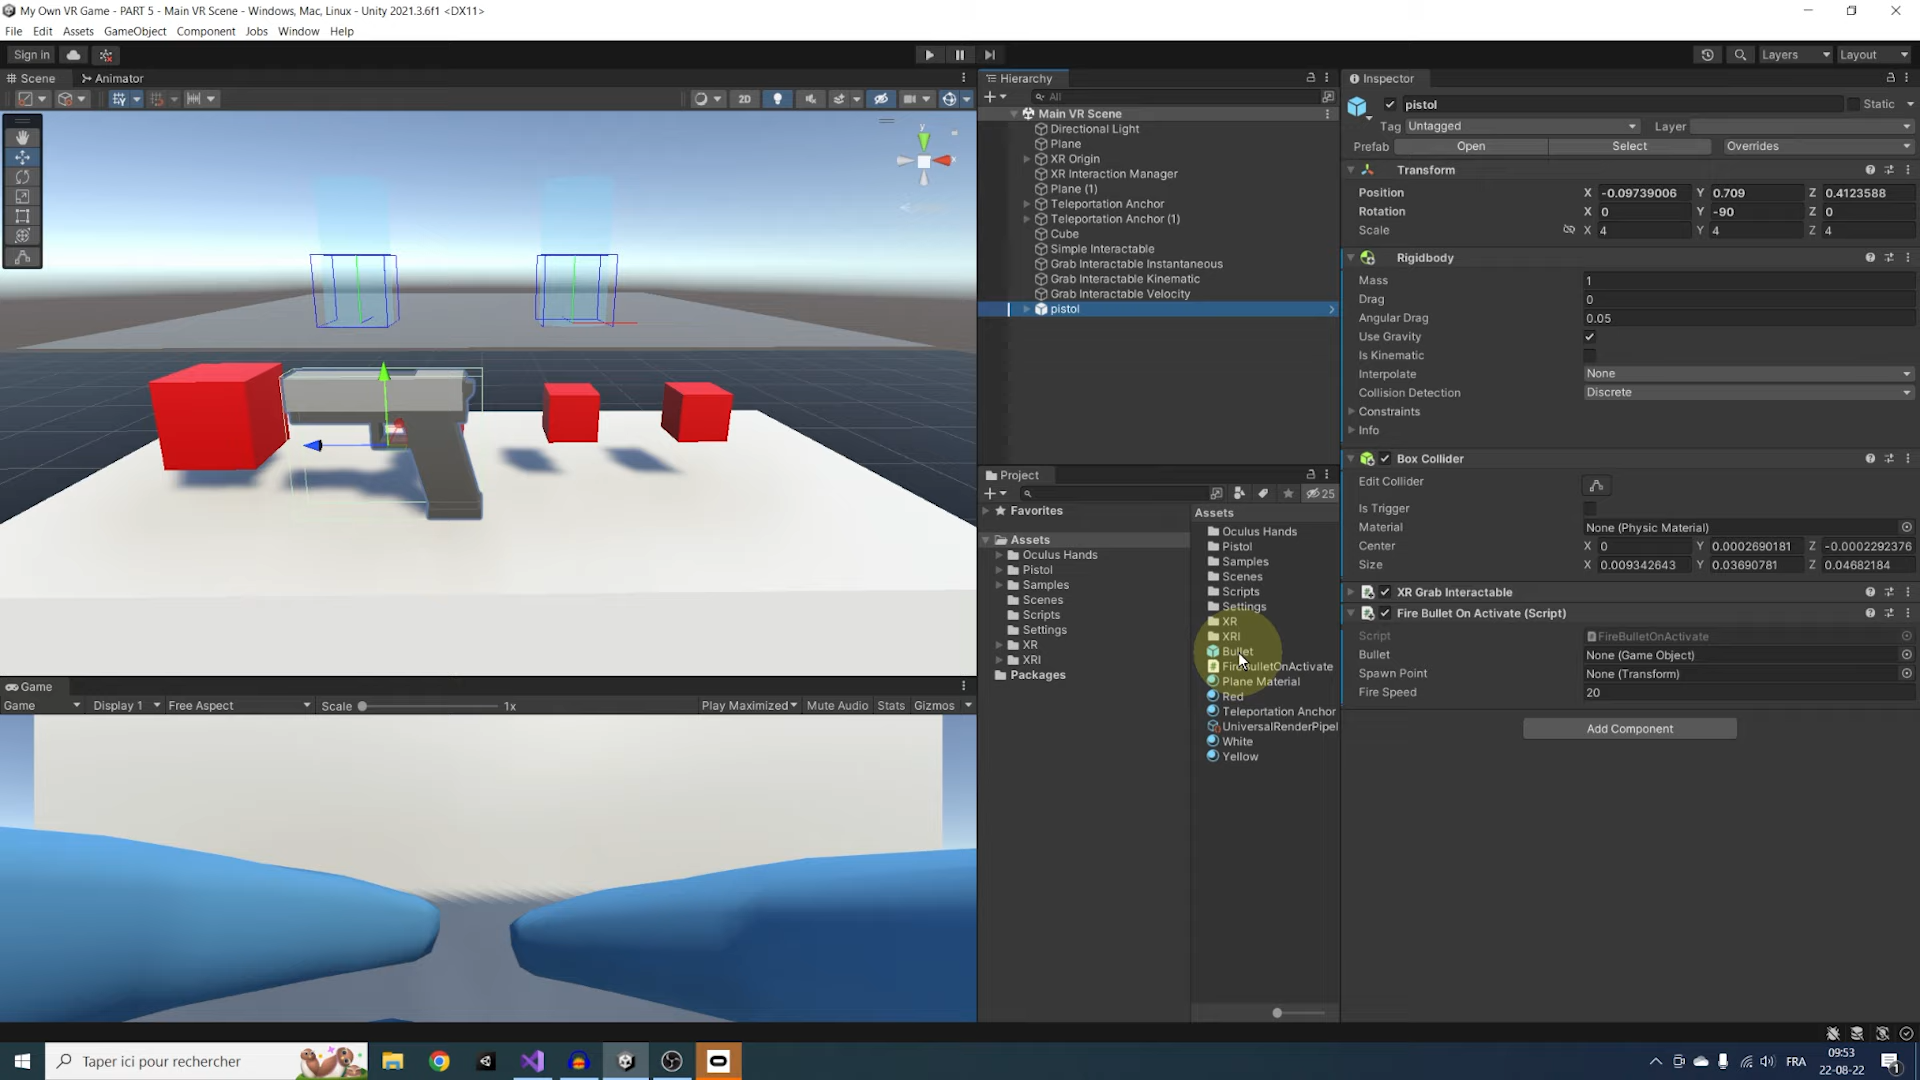 My Own VR Game - PART 5 - Main VR Scene - Windows, Mac, Linux - Unity 2021.3.6f1 <DX11>
File Edit Assets GameObject Component Jobs Window Help
Sign in
Layers Layout
Scene Animator
2D
y
x
Hierarchy
All
Main VR Scene
Directional Light
Plane
XR Origin
XR Interaction Manager
Plane (1)
Teleportation Anchor
Teleportation Anchor (1)
Cube
Simple Interactable
Grab Interactable Instantaneous
Grab Interactable Kinematic
Grab Interactable Velocity
pistol
Project
25
Favorites
Assets
Oculus Hands
Pistol
Samples
Scenes
Scripts
Settings
XR
XRI
Packages
Assets
Oculus Hands
Pistol
Samples
Scenes
Scripts
Settings
XR
XRI
Bullet
FireBulletOnActivate
Plane Material
Red
Teleportation Anchor
UniversalRenderPipel
White
Yellow
Inspector
pistol Static
Tag Untagged Layer
Prefab Open Select Overrides
Transform
Position X -0.09739006 Y 0.709 Z 0.4123588
Rotation X 0 Y -90 Z 0
Scale X 4 Y 4 Z 4
Rigidbody
Mass 1
Drag 0
Angular Drag 0.05
Use Gravity
Is Kinematic
Interpolate None
Collision Detection Discrete
Constraints
Info
Box Collider
Edit Collider
Is Trigger
Material None (Physic Material)
Center X 0 Y 0.0002690181 Z -0.0002292376
Size X 0.009342643 Y 0.03690781 Z 0.04682184
XR Grab Interactable
Fire Bullet On Activate (Script)
Script FireBulletOnActivate
Bullet None (Game Object)
Spawn Point None (Transform)
Fire Speed 20
Add Component
Game
Game Display 1 Free Aspect Scale 1x Play Maximized Mute Audio Stats Gizmos
Taper ici pour rechercher
FRA
09:53
22-08-22
1